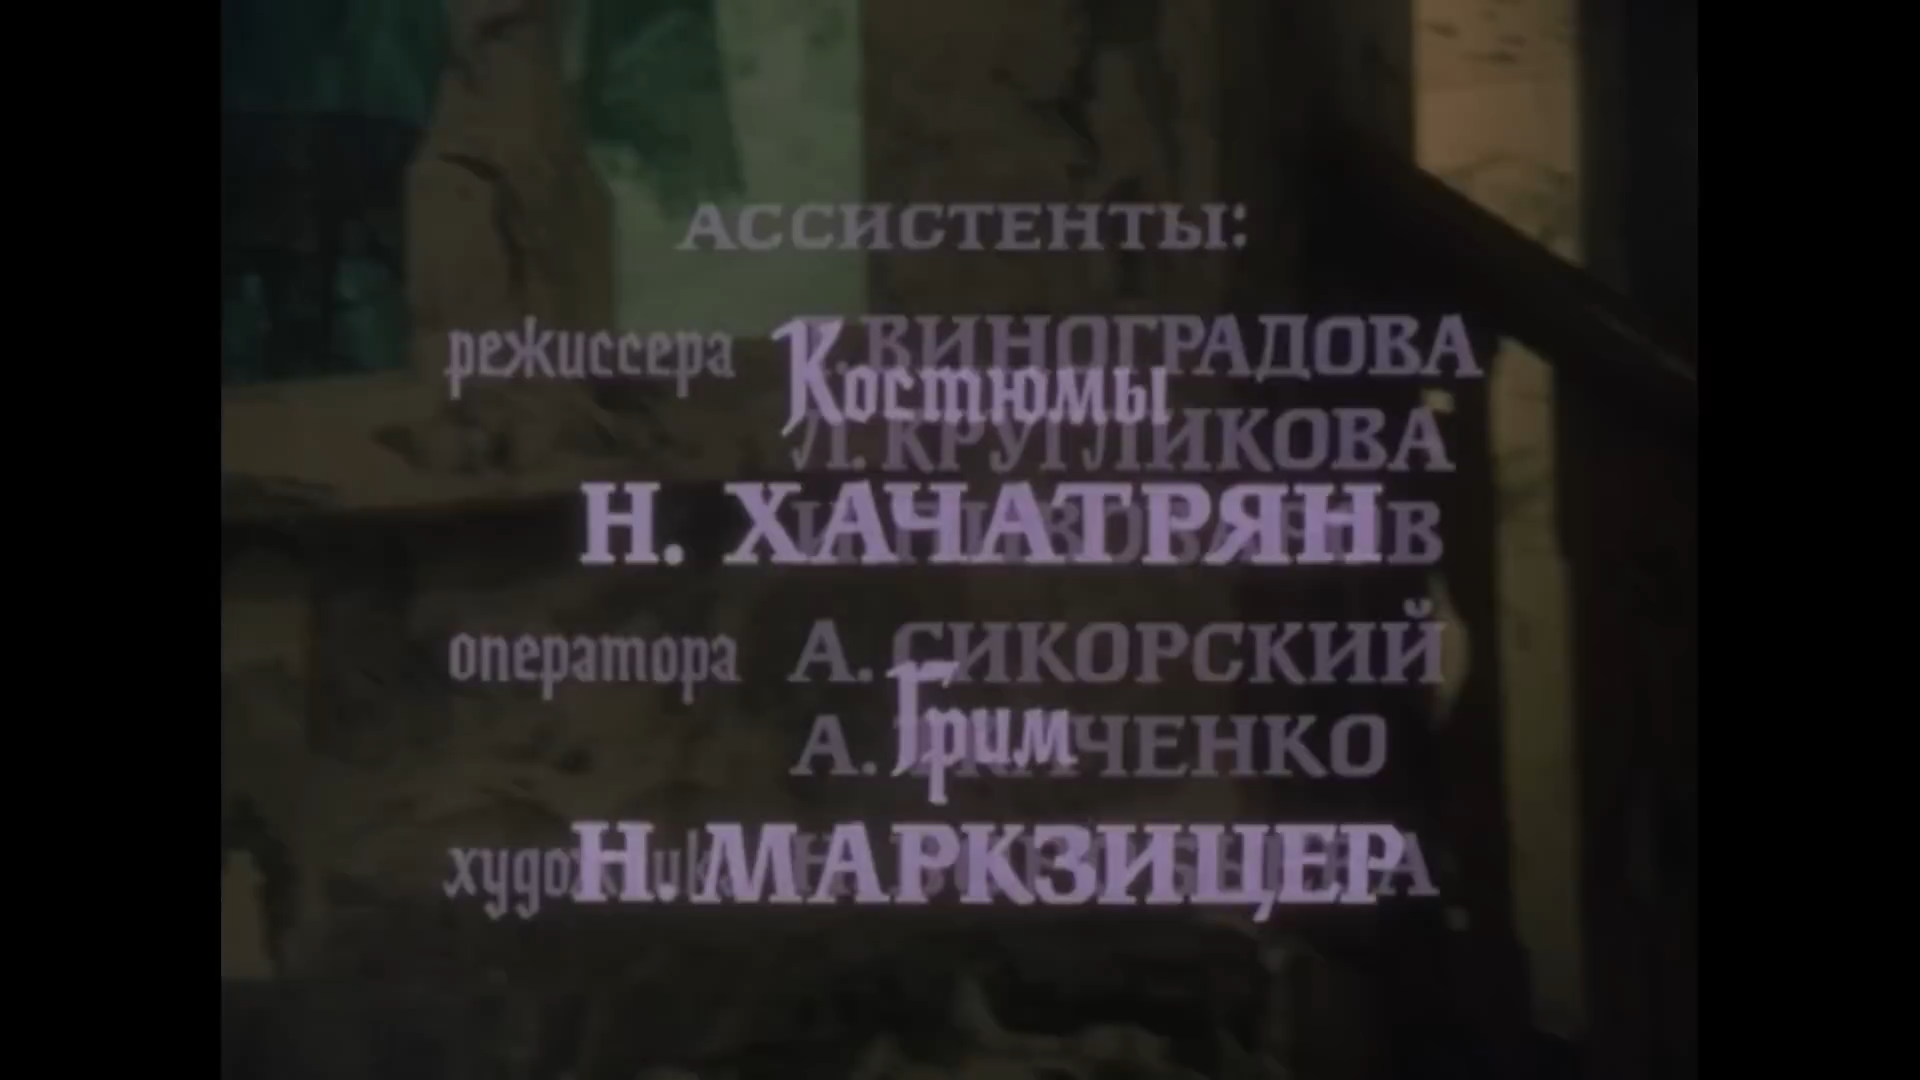 АССИСТЕНТЫ:
режиссера ВИНОГРАДОВА
Костюмы
Л. КРУГЛИКОВА
Н. ХАЧАТРЯН
оператора А. СИКОРСКИЙ
Грим
А.
Н. МАРКЗИЦЕР